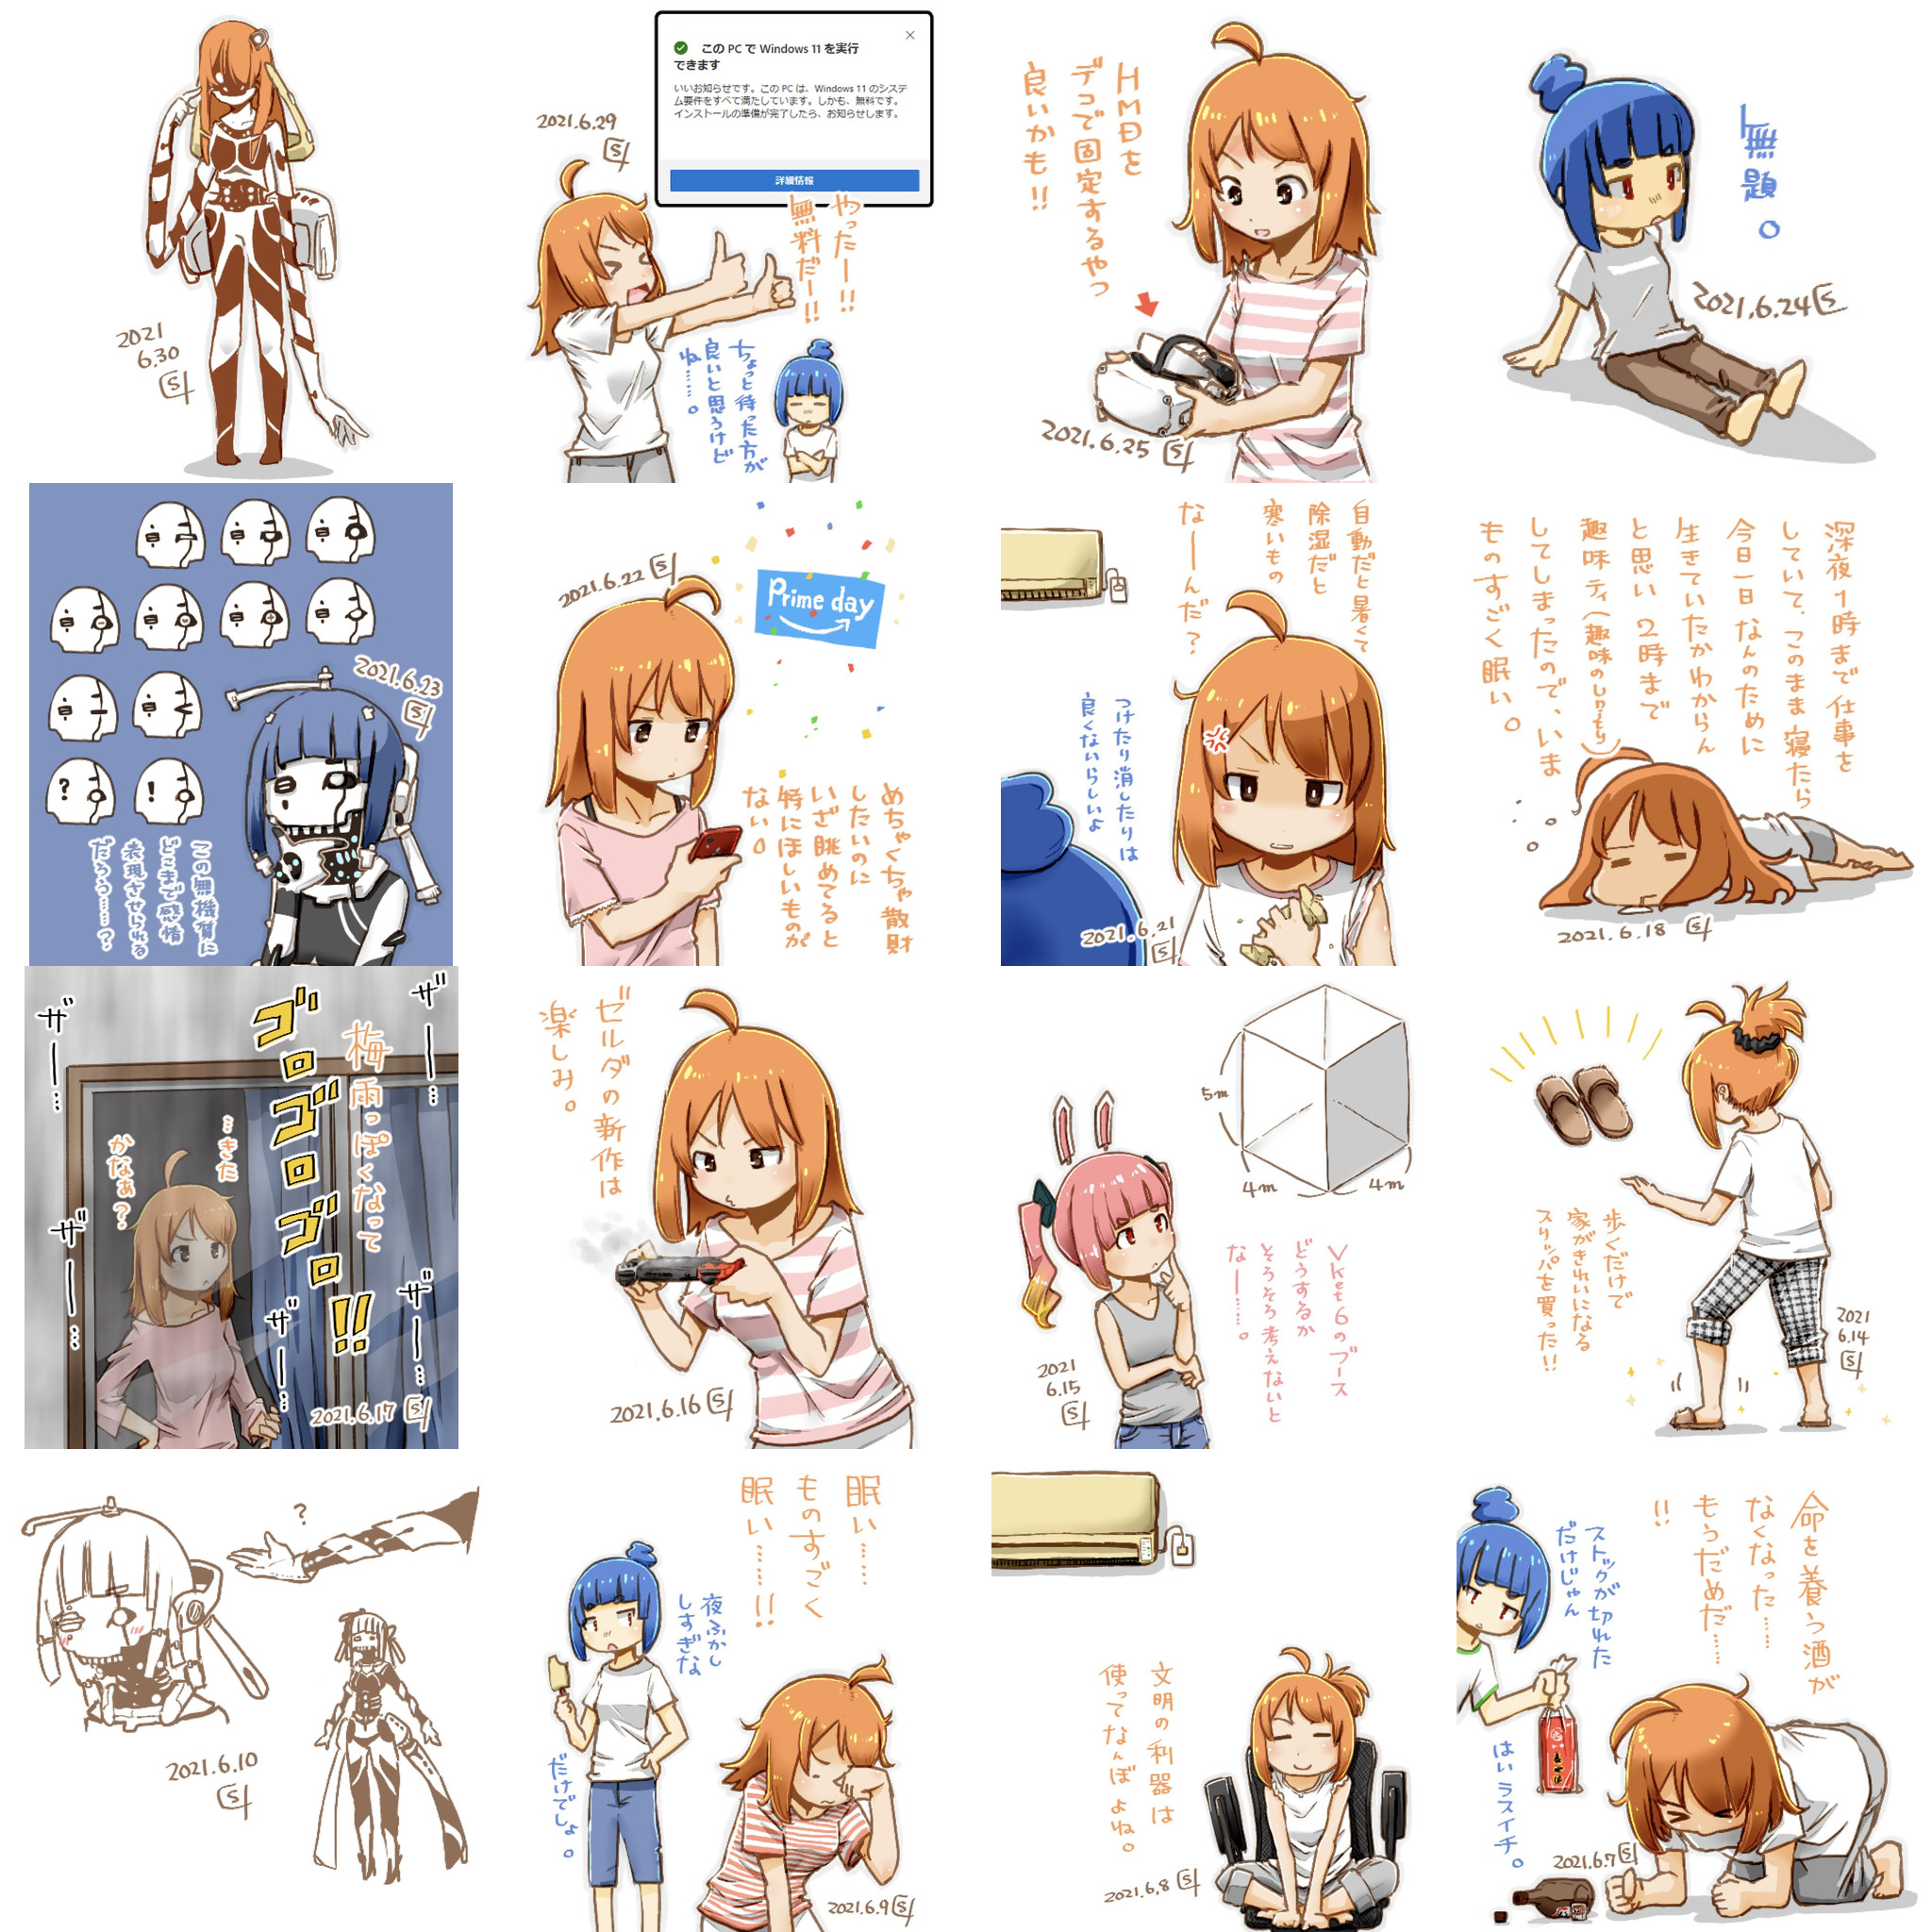 2021
6.30
2021.6.29
このPCで Windows 11 を実行
できます
いいお知らせです。このPCは、Windows 11 のシステ
ム要件をすべて満たしています。しかも、無料です。
インストールの準備が完了したら、お知らせします。
詳細情報
やったー!!
無料だー!!
ちょっと待った方が
良いと思うけど
ね……。
HMDを
デコで固定するやつ
良いかも!!
2021.6.25
無題。
2021.6.24
2021.6.23
?
!
この無機質に
どこまで感情
表現させられる
だろう……?
2021.6.22
Prime day
めちゃくちゃ散財
したいのに
いざ眺めてると
特にほしいものが
ない。
自動だと暑くて
除湿だと
寒いもの
なーーんだ?
つけたり消したりは
良くないらしいよ
2021.6.21
深夜1時まで仕事を
していて、このまま寝たら
今日一日なんのために
生きていたかわからん
と思い2時まで
趣味ティ(趣味のしりもり)
してしまったので、いま
ものすごく眠い。
2021.6.18
ザーー…
ザーー…
ゴロゴロゴロ!!
梅雨っぽくなって
…きた
かなぁ?
ザーー…
ザーー…
ザーー…
2021.6.17
ゼルダの新作は
楽しみ。
2021.6.16
5m
4m
4m
Vket6のブース
どうするか
そろそろ考えないと
なー……。
2021
6.15
歩くだけで
家がきれいになる
スリッパを買った!!
2021
6.14
?
2021.6.10
眠い……
ものすごく
眠い……!!
夜ふかし
しすぎな
だけでしょ。
2021.6.9
文明の利器は
使ってなんぼよね。
2021.6.8
命を養う酒が
なくなった……
もうだめだ……
!!
ストックが切れた
だけじゃん
はいラスイチ。
2021.6.7